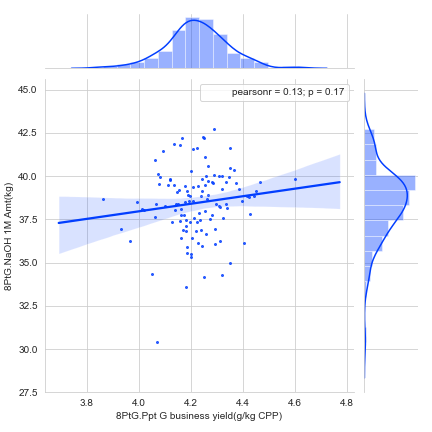 pearsonr = 0.13; p = 0.17
45.0
42.5
40.0
37.5
35.0
32.5
30.0
27.5
8PtG.NaOH 1M Amt(kg)
3.8 4.0 4.2 4.4 4.6 4.8
8PtG.Ppt G business yield(g/kg CPP)